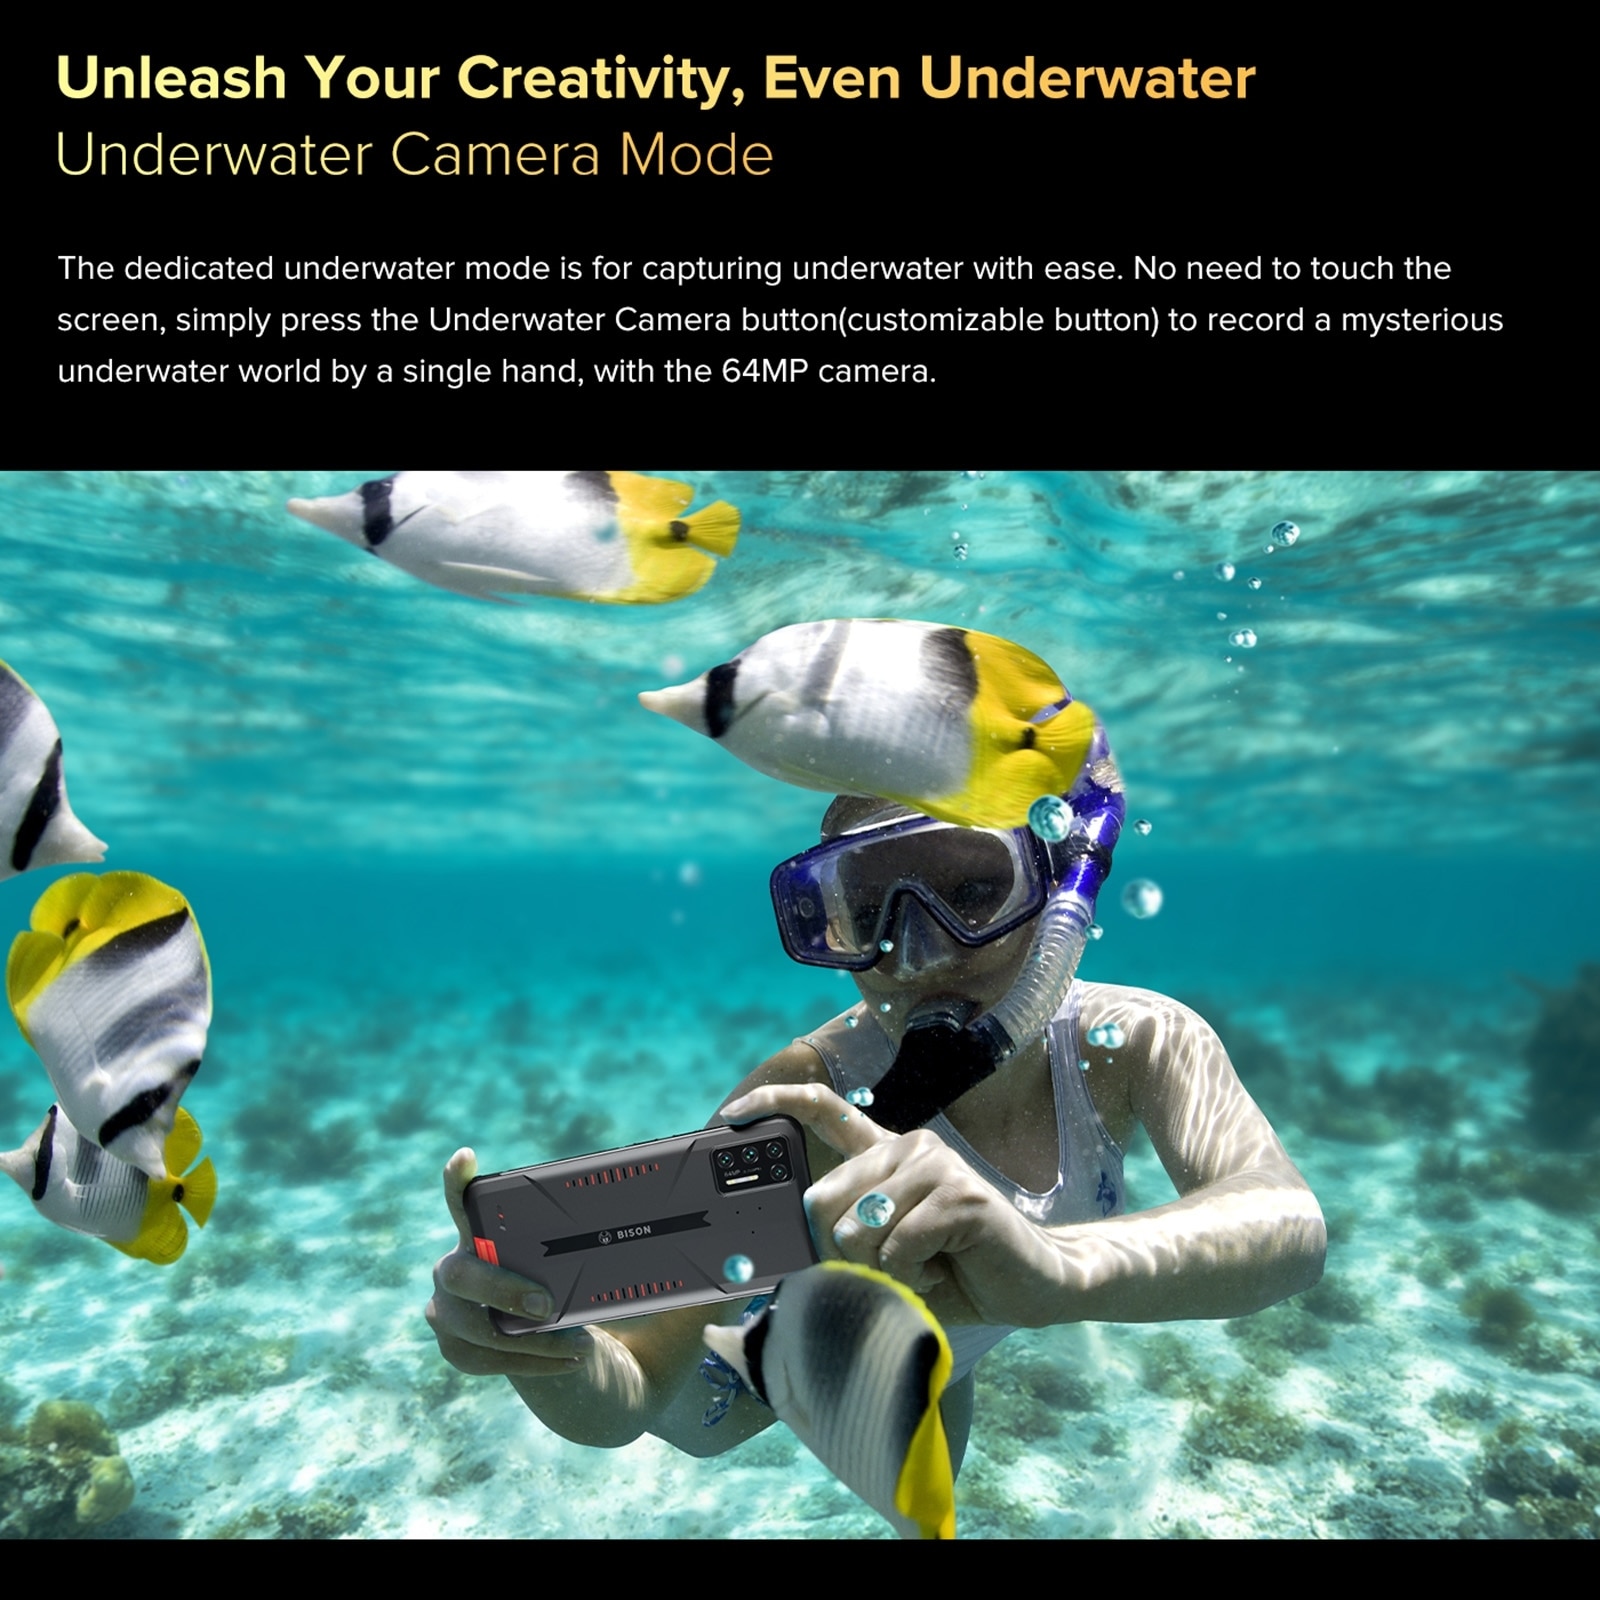 Unleash Your Creativity, Even Underwater
Underwater Camera Mode
The dedicated underwater mode is for capturing underwater with ease. No need to touch the
screen, simply press the Underwater Camera button(customizable button) to record a mysterious
underwater world by a single hand, with the 64MP camera.
64MP
BISON